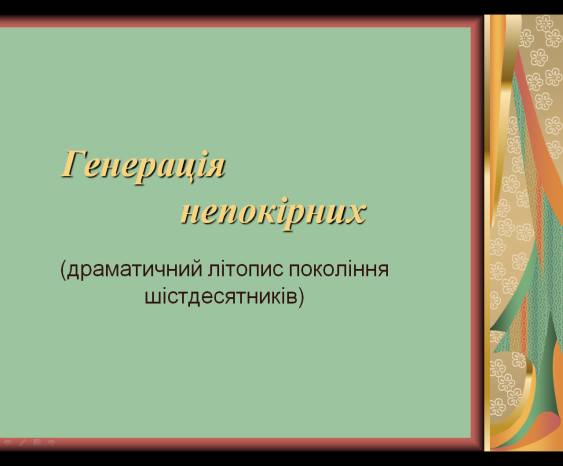 Генерація
непокірних
(драматичний літопис покоління
шістдесятників)